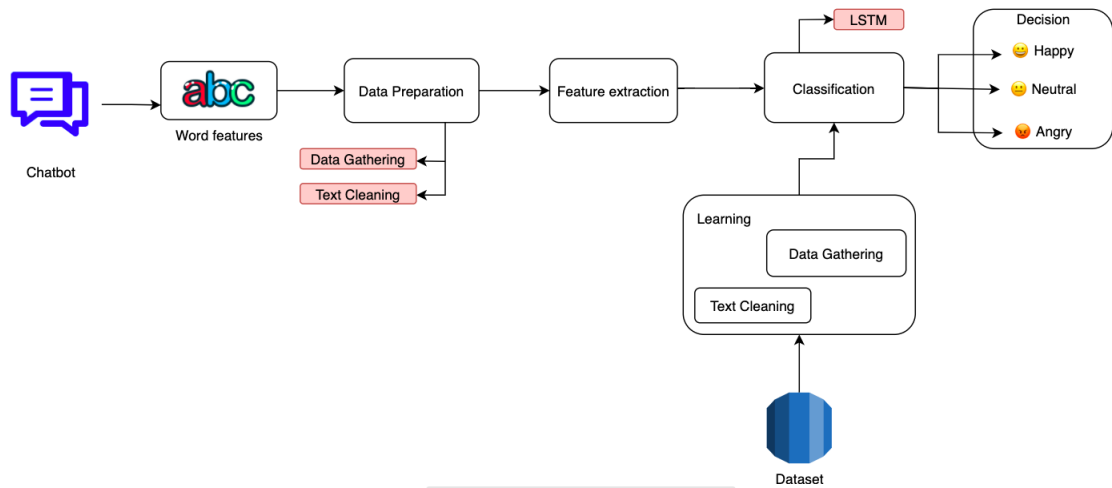 Chatbot
abc
Word features
Data Preparation
Data Gathering
Text Cleaning
Feature extraction
LSTM
Classification
Decision
Happy
Neutral
Angry
Learning
Data Gathering
Text Cleaning
Dataset